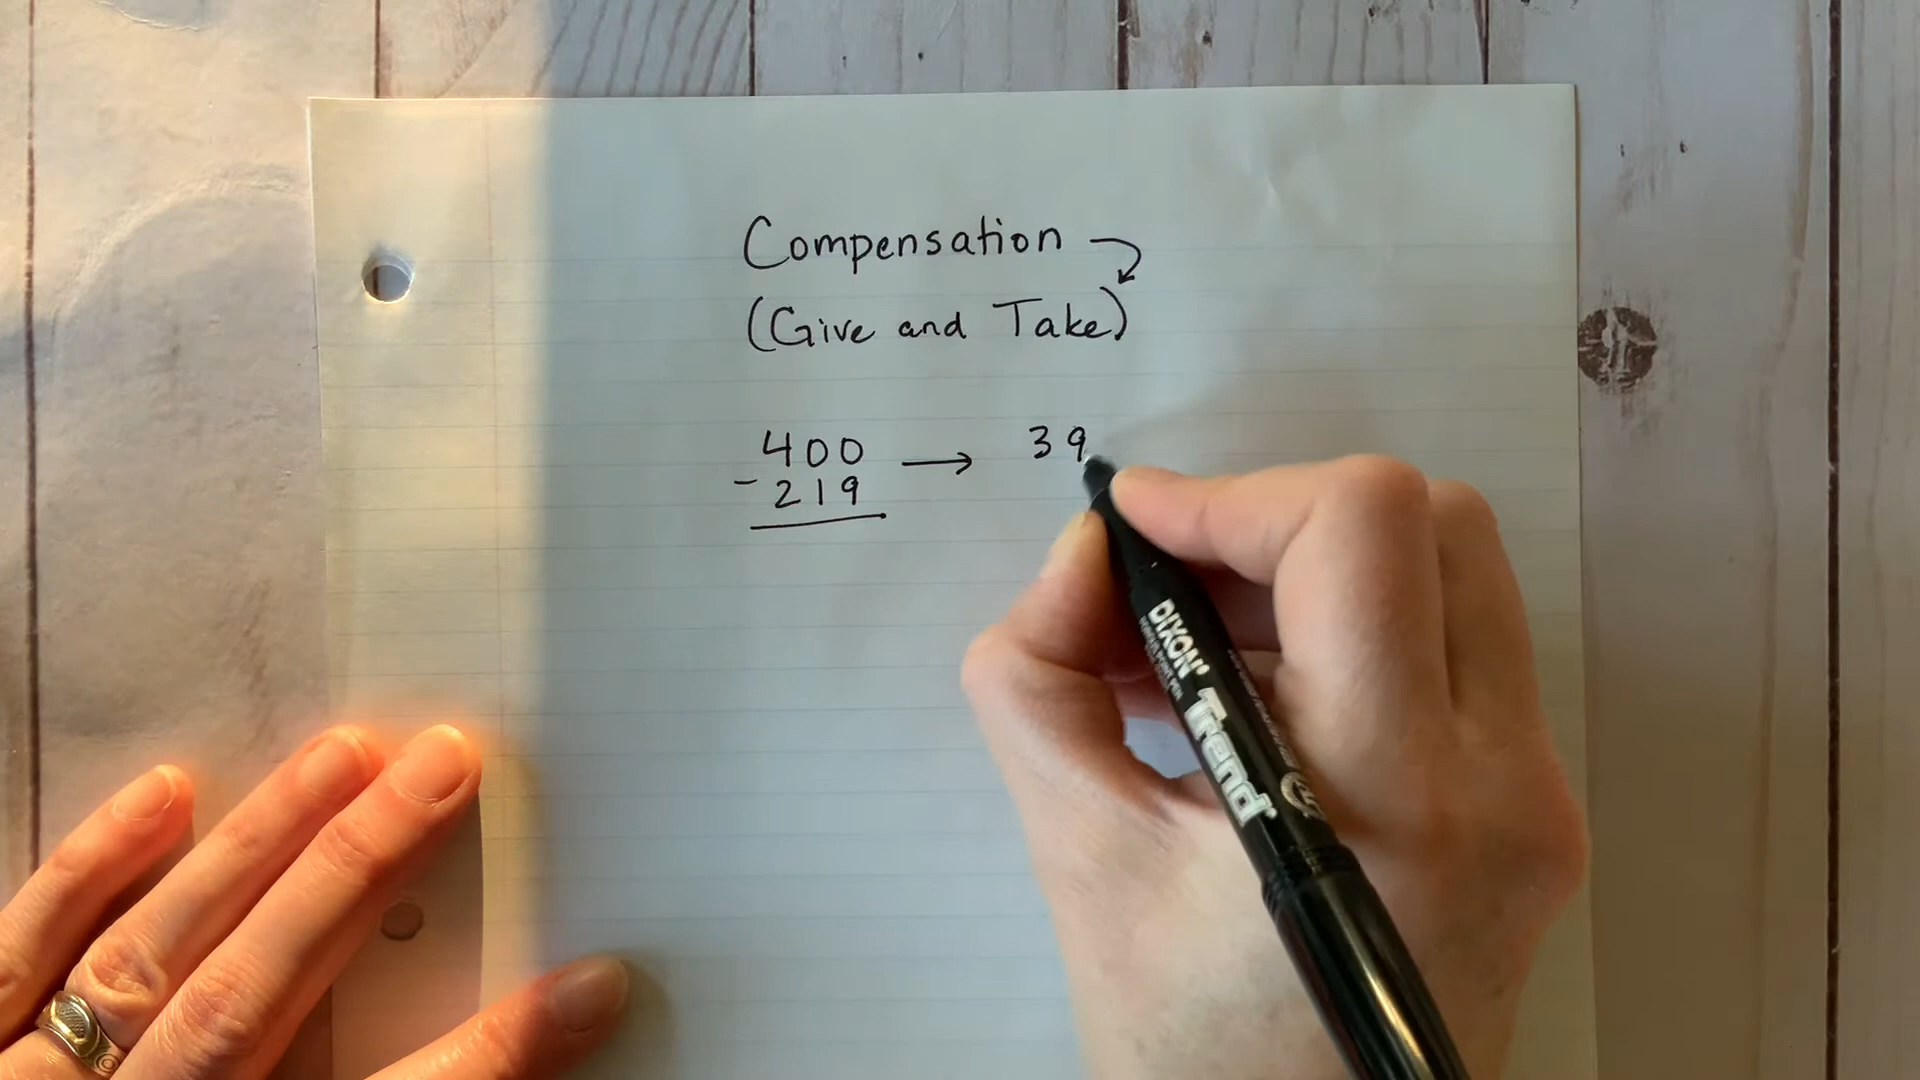 Compensation
(Give and Take)
400 → 39
- 219
DIXON®
Trend®